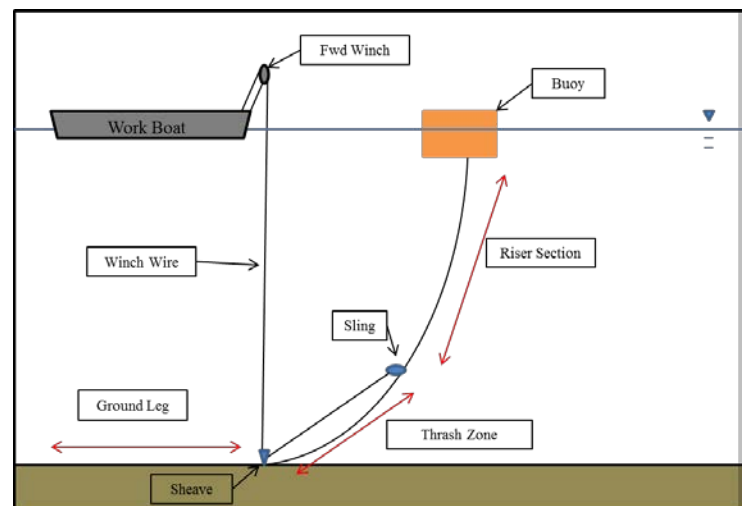 Fwd Winch
Buoy
Work Boat
Riser Section
Winch Wire
Sling
Ground Leg
Thrash Zone
Sheave